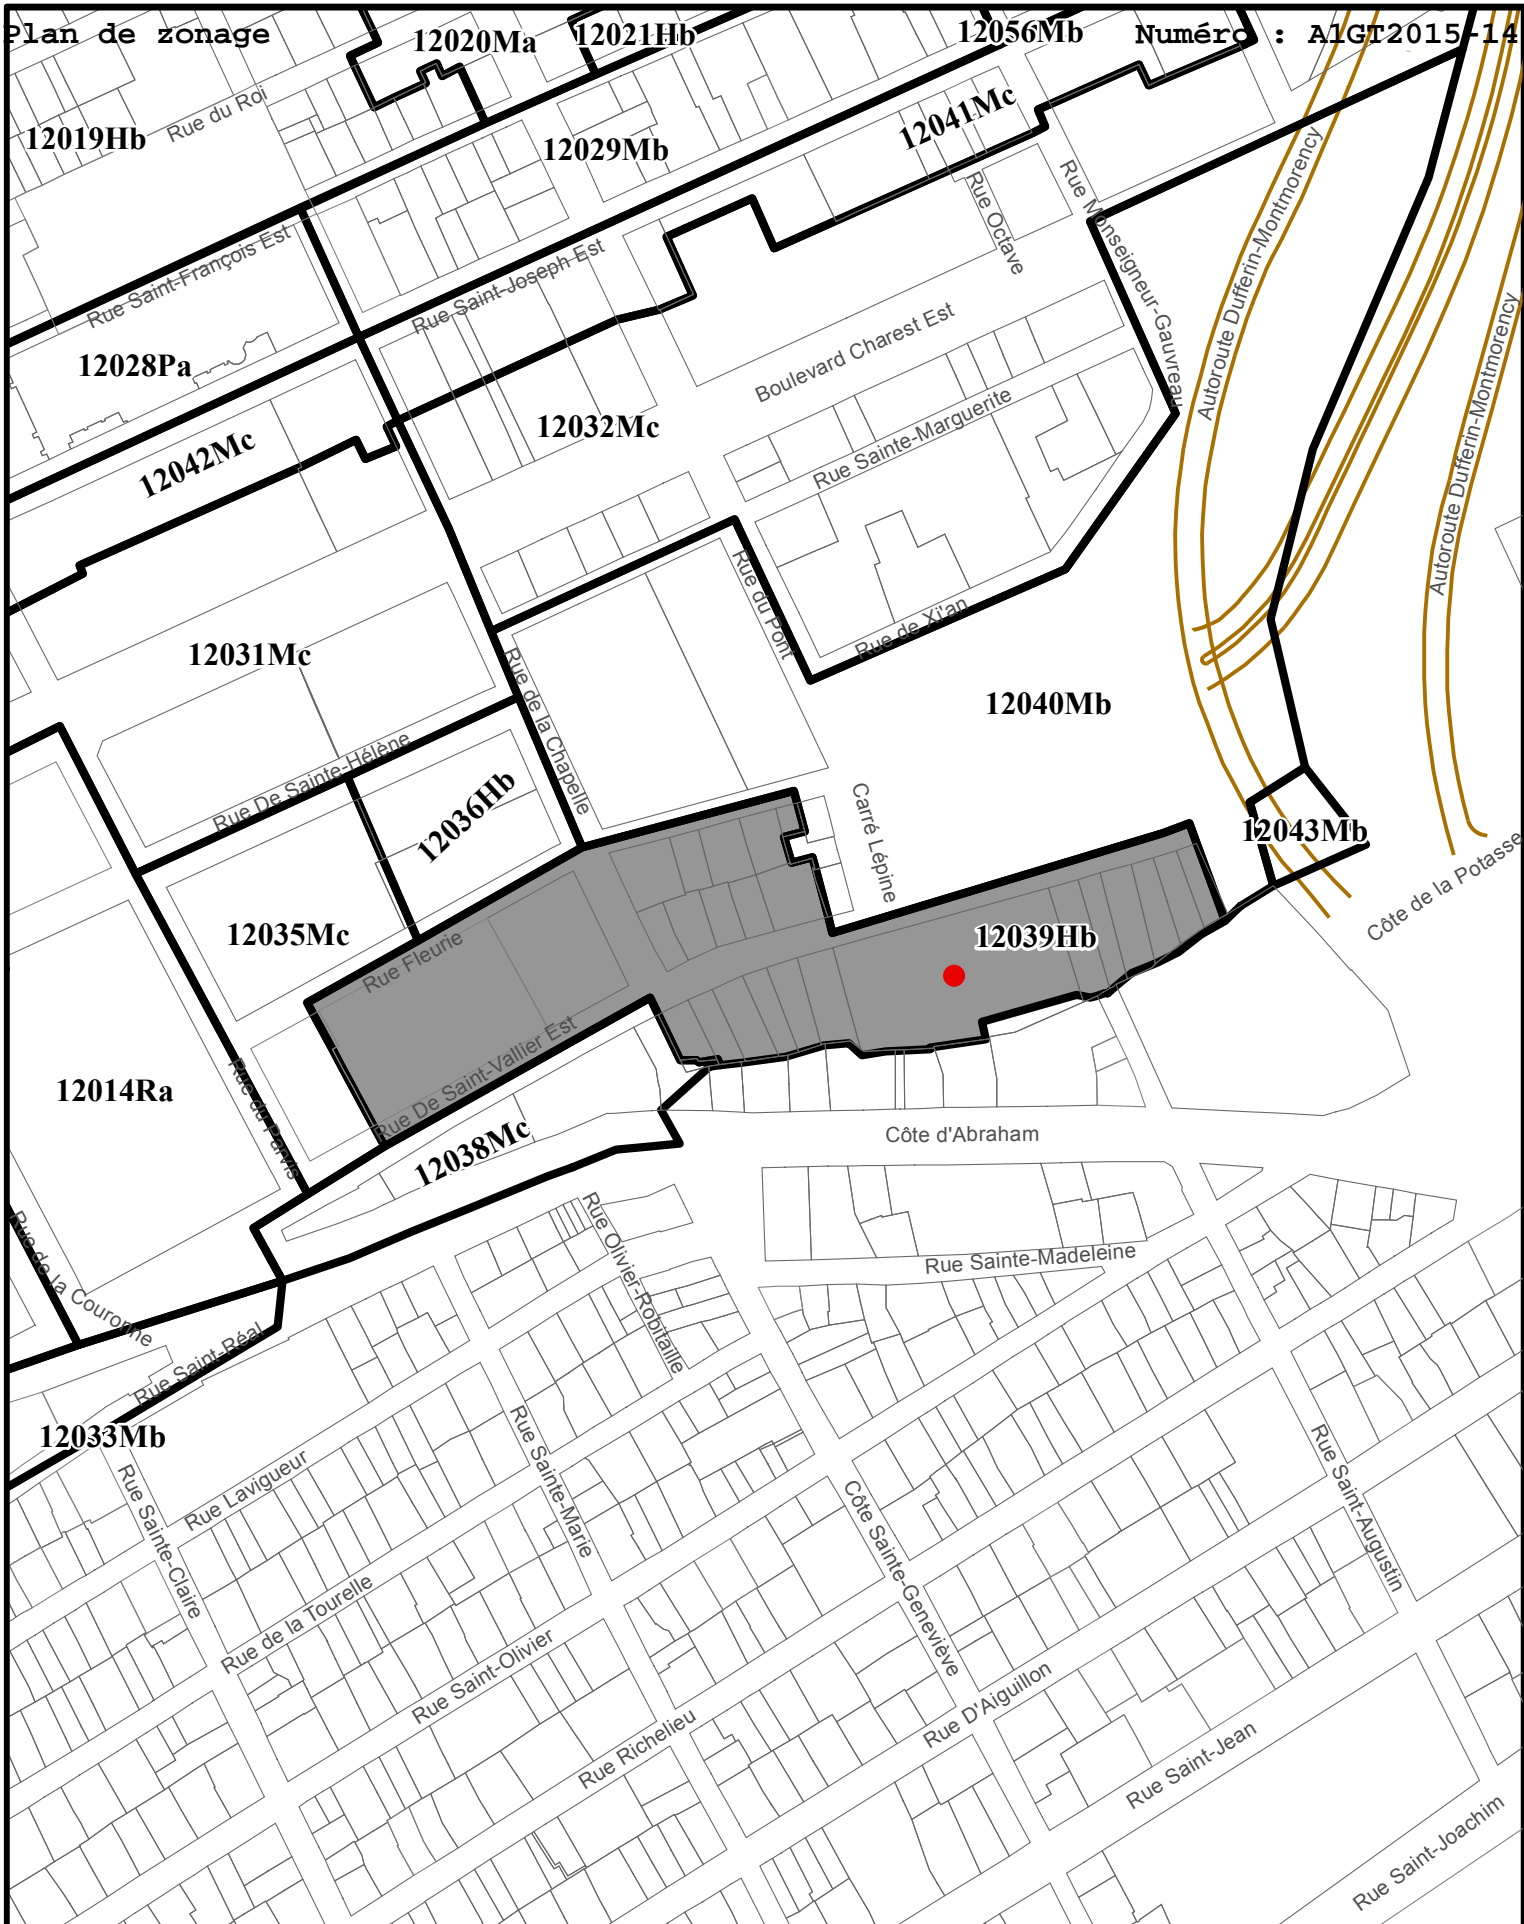 Plan de zonage
Numéro : A1GT2015-14
12020Ma
12021Hb
12056Mb
12019Hb
Rue du Roi
12029Mb
12041Mc
Rue Saint-François Est
Rue Saint-Joseph Est
Rue Octave
Rue Monseigneur-Gauvreau
Autoroute Dufferin-Montmorency
Autoroute Dufferin-Montmorency
12028Pa
Boulevard Charest Est
12032Mc
12042Mc
Rue Sainte-Marguerite
12031Mc
Rue du Pont
Rue de Xi'an
Rue de la Chapelle
12040Mb
Rue De Sainte-Hélène
12036Hb
Carré Lépine
12043Mb
Côte de la Potasse
12035Mc
Rue Fleurie
12039Hb
Rue De Saint-Vallier Est
12014Ra
Rue du Parvis
12038Mc
Côte d'Abraham
Rue de la Couronne
Rue Olivier-Robitaille
Rue Sainte-Madeleine
Rue Saint-Réal
12033Mb
Rue Sainte-Claire
Rue Lavigueur
Rue Sainte-Marie
Côte Sainte-Geneviève
Rue Saint-Augustin
Rue de la Tourelle
Rue Saint-Olivier
Rue Richelieu
Rue D'Aiguillon
Rue Saint-Jean
Rue Saint-Joachim